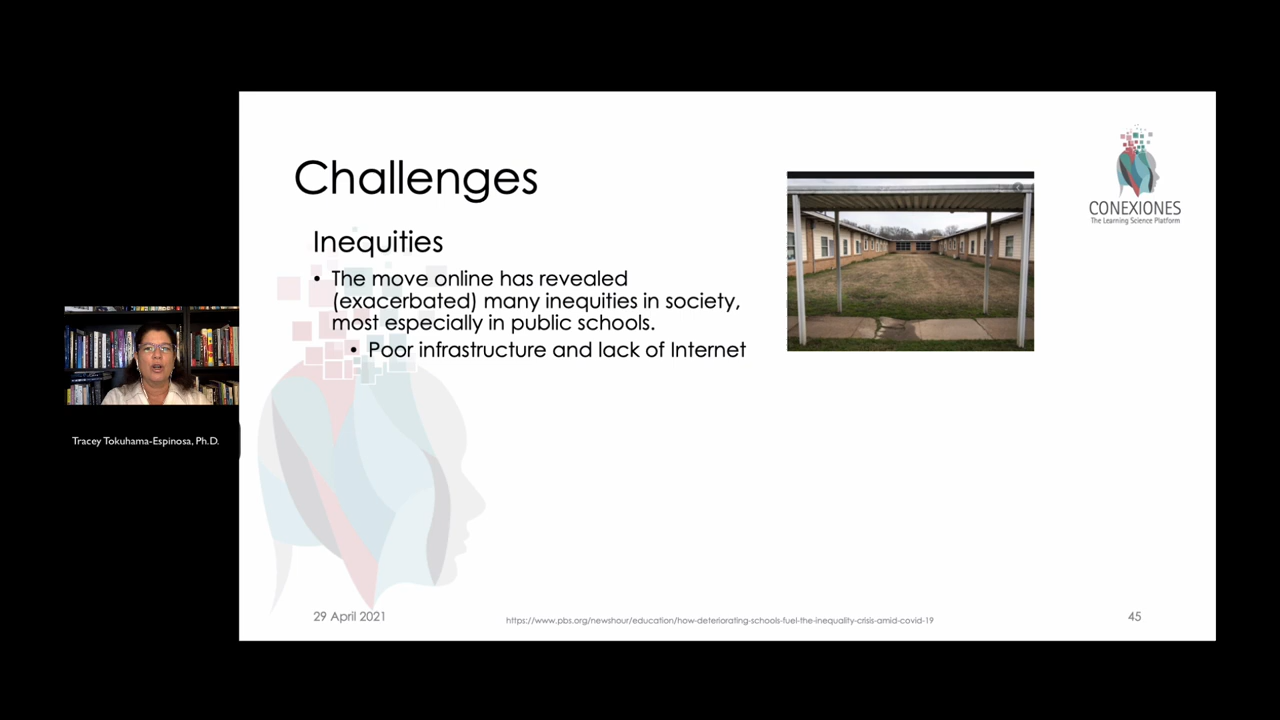 Challenges
CONEXIONES
The Learning Science Platform
Inequities
• The move online has revealed
(exacerbated) many inequities in society,
most especially in public schools.
• Poor infrastructure and lack of Internet
Tracey Tokuhama-Espinosa, Ph.D.
29 April 2021
https://www.pbs.org/newshour/education/how-deteriorating-schools-fuel-the-inequality-crisis-amid-covid-19
45